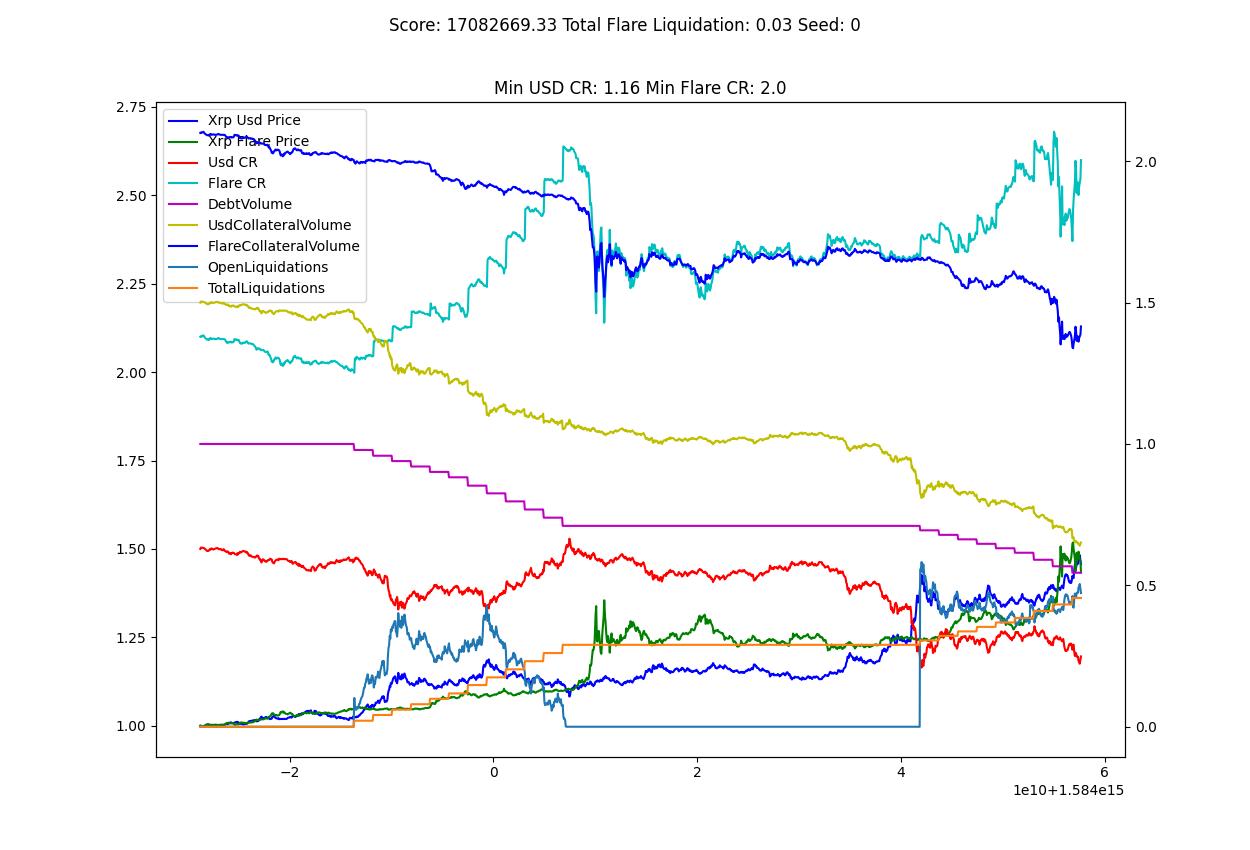 Score: 17082669.33 Total Flare Liquidation: 0.03 Seed: 0
Min USD CR: 1.16 Min Flare CR: 2.0
Xrp Usd Price
Xrp Flare Price
Usd CR
Flare CR
DebtVolume
UsdCollateralVolume
FlareCollateralVolume
OpenLiquidations
TotalLiquidations
2.75
2.50
2.25
2.00
1.75
1.50
1.25
1.00
2.0
1.5
1.0
0.5
0.0
−2 0 2 4 6
1e10+1.584e15